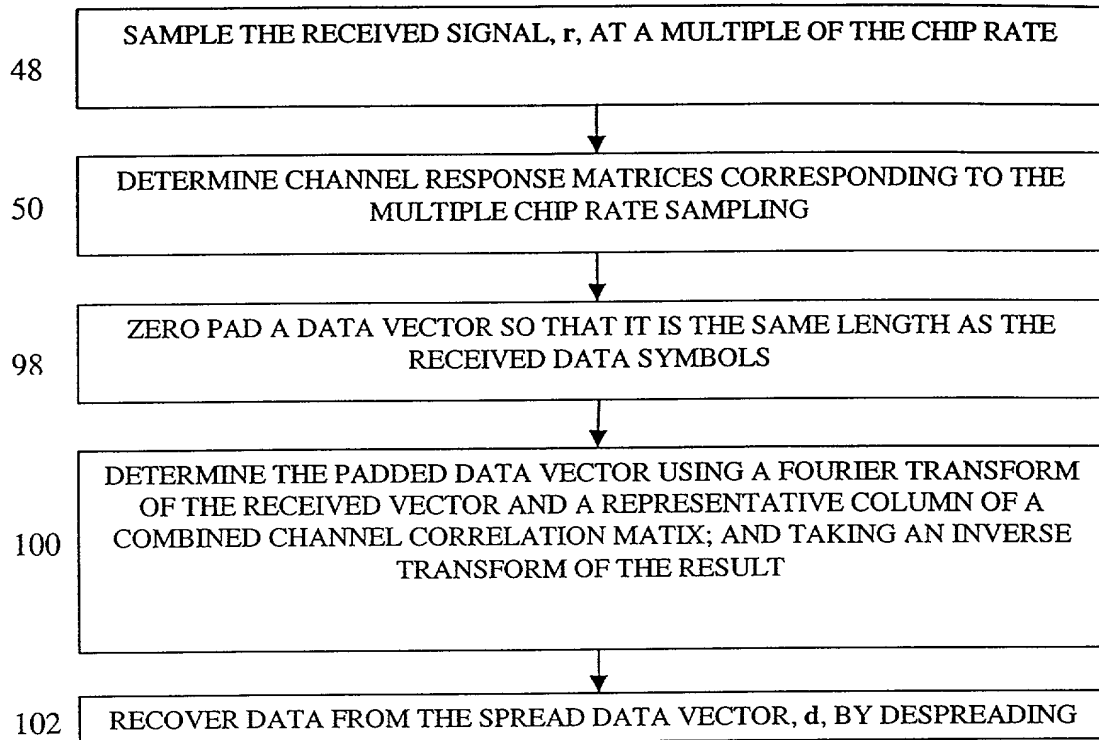 SAMPLE THE RECEIVED SIGNAL, r, AT A MULTIPLE OF THE CHIP RATE
48
DETERMINE CHANNEL RESPONSE MATRICES CORRESPONDING TO THE
MULTIPLE CHIP RATE SAMPLING
50
ZERO PAD A DATA VECTOR SO THAT IT IS THE SAME LENGTH AS THE
RECEIVED DATA SYMBOLS
98
DETERMINE THE PADDED DATA VECTOR USING A FOURIER TRANSFORM
OF THE RECEIVED VECTOR AND A REPRESENTATIVE COLUMN OF A
COMBINED CHANNEL CORRELATION MATIX; AND TAKING AN INVERSE
TRANSFORM OF THE RESULT
100
RECOVER DATA FROM THE SPREAD DATA VECTOR, d, BY DESPREADING
102